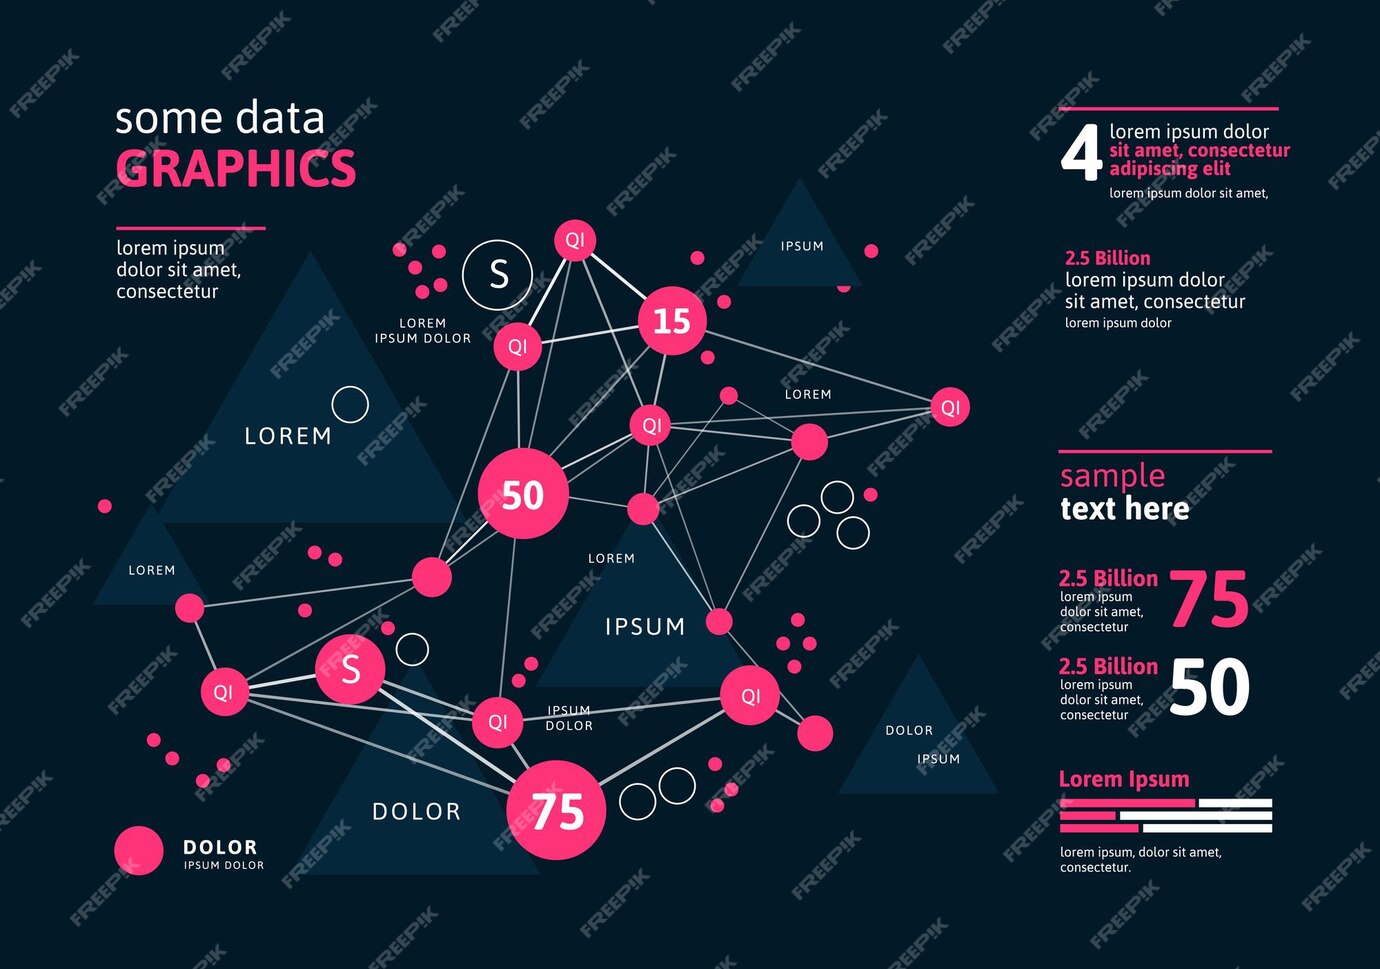 some data
GRAPHICS
lorem ipsum
dolor sit amet,
consectetur
S
LOREM
IPSUM DOLOR
QI
QI
15
IPSUM
LOREM
QI
QI
LOREM
50
LOREM
LOREM
IPSUM
S
QI
QI
IPSUM
DOLOR
QI
DOLOR
IPSUM
DOLOR
75
DOLOR
IPSUM DOLOR
4
lorem ipsum dolor
sit amet, consectetur
adipiscing elit
lorem ipsum dolor sit amet,
2.5 Billion
lorem ipsum dolor
sit amet, consectetur
lorem ipsum dolor
sample
text here
2.5 Billion
lorem ipsum
dolor sit amet,
consectetur
75
2.5 Billion
lorem ipsum
dolor sit amet,
consectetur
50
Lorem Ipsum
lorem ipsum, dolor sit amet,
consectetur.
FREEPIK